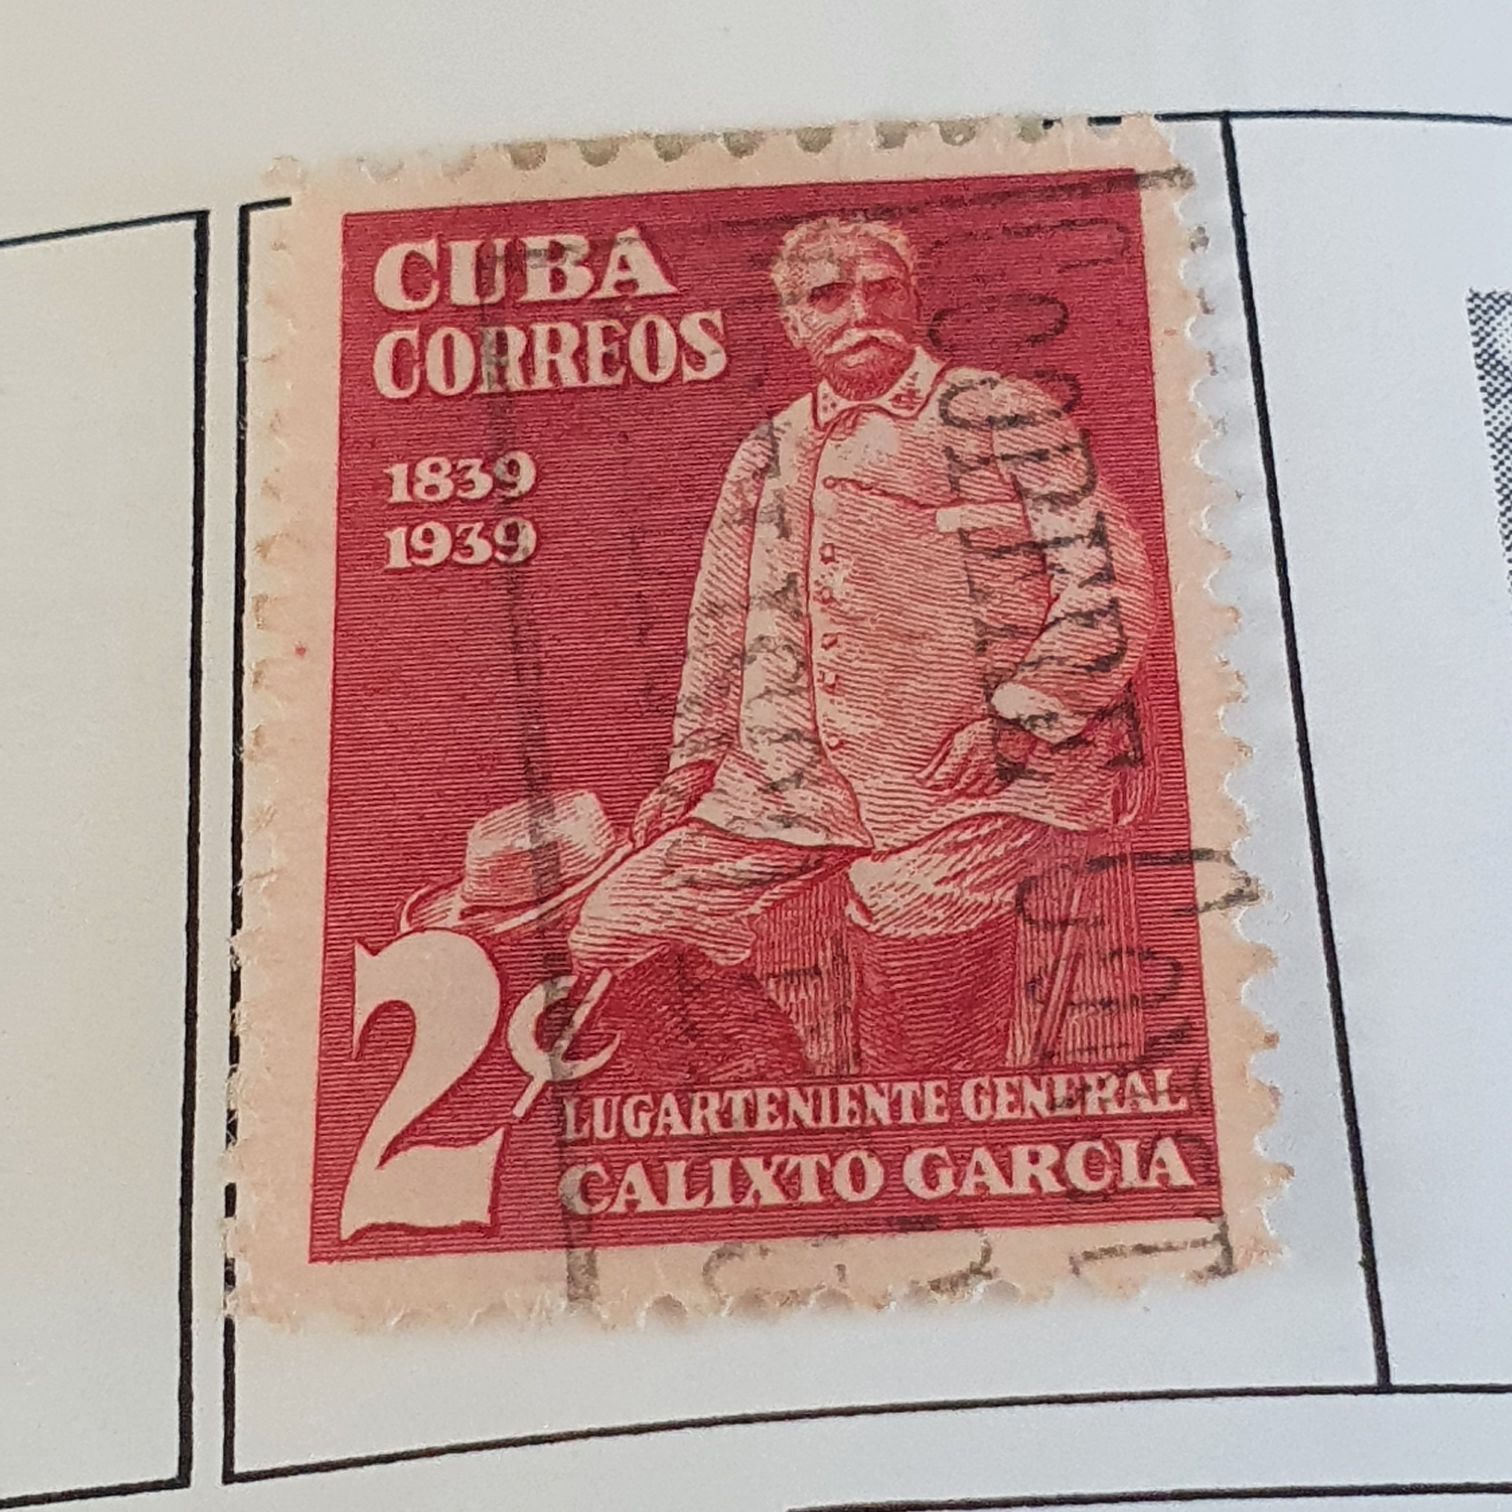 CUBA
CORREOS
1839
1939
2¢
LUGARTENIENTE GENERAL
CALIXTO GARCIA